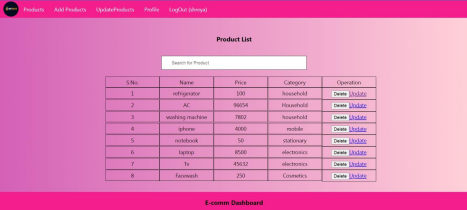 Products Add Products UpdateProducts Profile LogOut (shreya)
Product List
Search for Product
S.No. Name Price Category Operation
1 refrigerator 100 household Delete Update
2 AC 96654 Household Delete Update
3 washing machine 7802 household Delete Update
4 iphone 4000 mobile Delete Update
5 notebook 50 stationary Delete Update
6 laptop 8500 electronics Delete Update
7 Tv 45632 electronics Delete Update
8 Facewash 250 Cosmetics Delete Update
E-comm Dashboard